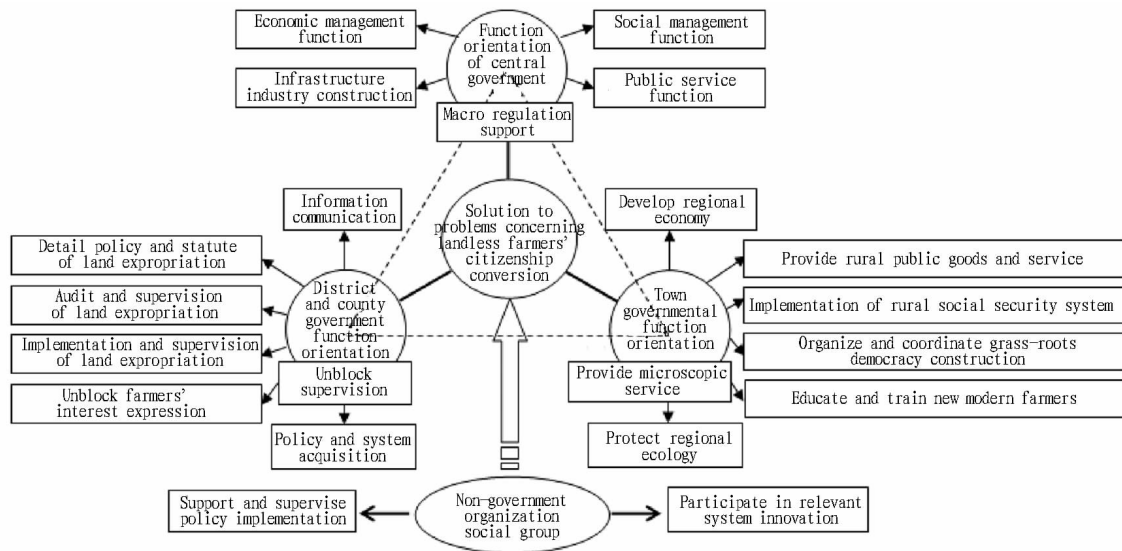 Economic management
function
Function
orientation
of central
government
Social management
function
Infrastructure
industry construction
Public service
function
Macro regulation
support
Information
communication
Solution to
problems concerning
landless farmers'
citizenship
conversion
Develop regional
economy
Detail policy and statute
of land expropriation
Audit and supervision
of land expropriation
Implementation and supervision
of land expropriation
Unblock farmers'
interest expression
District
and county
government
function
orientation
Unblock
supervision
Policy and system
acquisition
Town
governmental
function
orientation
Provide microscopic
service
Protect regional
ecology
Provide rural public goods and service
Implementation of rural social security system
Organize and coordinate grass-roots
democracy construction
Educate and train new modern farmers
Support and supervise
policy implementation
Non-government
organization
social group
Participate in relevant
system innovation